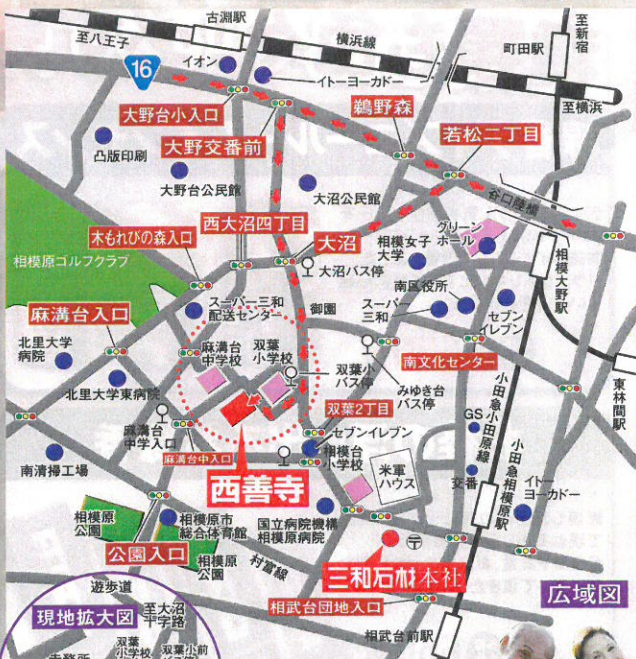 古淵駅
至八王子
横浜線
町田駅
至新宿
至横浜
16
イオン
イトーヨーカドー
大野台小入口
鵜野森
若松二丁目
凸版印刷
大野交番前
大野台公民館
大沼公民館
谷口陸橋
木もれびの森入口
西大沼四丁目
大沼
大沼バス停
相模女子
大学
グリーン
ホール
相模大野駅
相模原ゴルフクラブ
麻溝台入口
スーパー三和
配送センター
御園
南区役所
スーパー
三和
セブン
イレブン
北里大学
病院
麻溝台
中学校
双葉
小学校
双葉小
バス停
みゆき台
バス停
南文化センター
東林間駅
北里大学東病院
双葉2丁目
小田急小田原線
麻溝台
中学入口
麻溝台中入口
セブンイレブン
相模台
小学校
GS
交番
小田急相模原駅
イトー
ヨーカドー
南清掃工場
西善寺
米軍
ハウス
相模原
公園
相模原市
総合体育館
国立病院機構
相模原病院
公園入口
相模原
公園
村富線
三和石材本社
広域図
遊歩道
相武台団地入口
相武台前駅
現地拡大図
至大沼
十字路
双葉
小学校
双葉小前